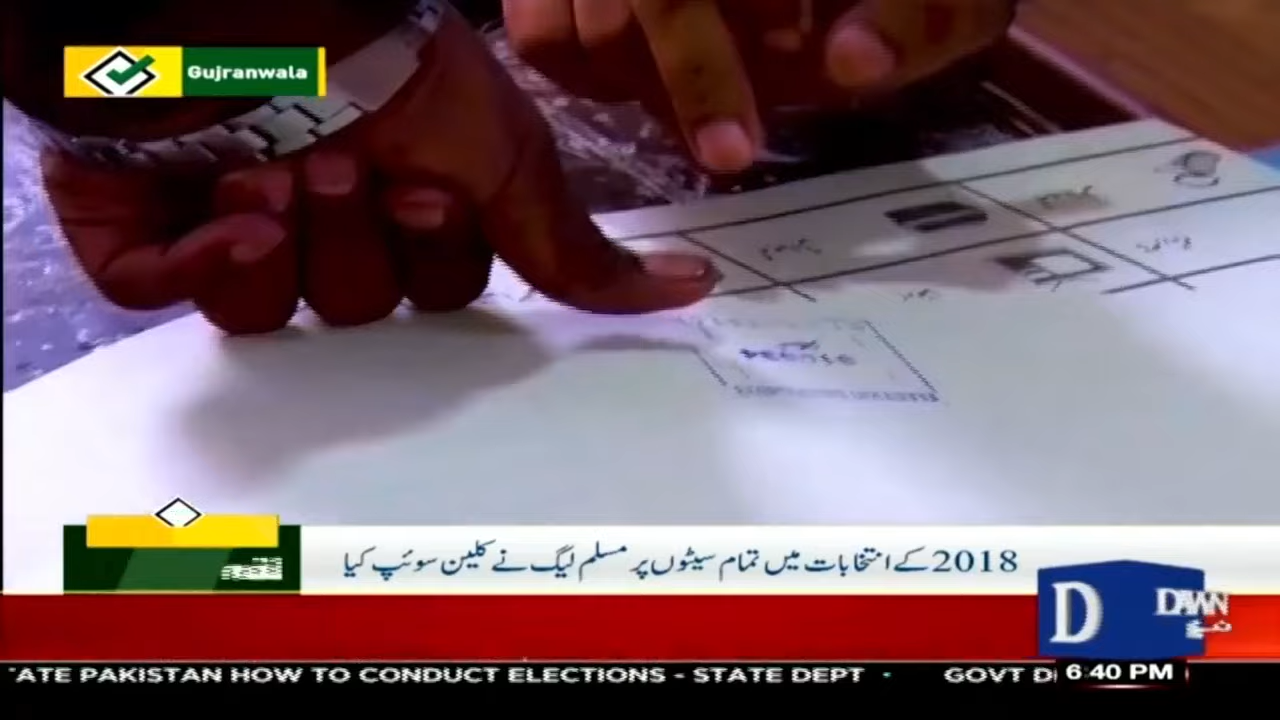 Gujranwala
2018 کے انتخابات میں تمام سیٹوں پر مسلم لیگ نے کلین سوئپ کیا
D DAWN
نیوز
'ATE PAKISTAN HOW TO CONDUCT ELECTIONS - STATE DEPT • GOVT D
6:40 PM